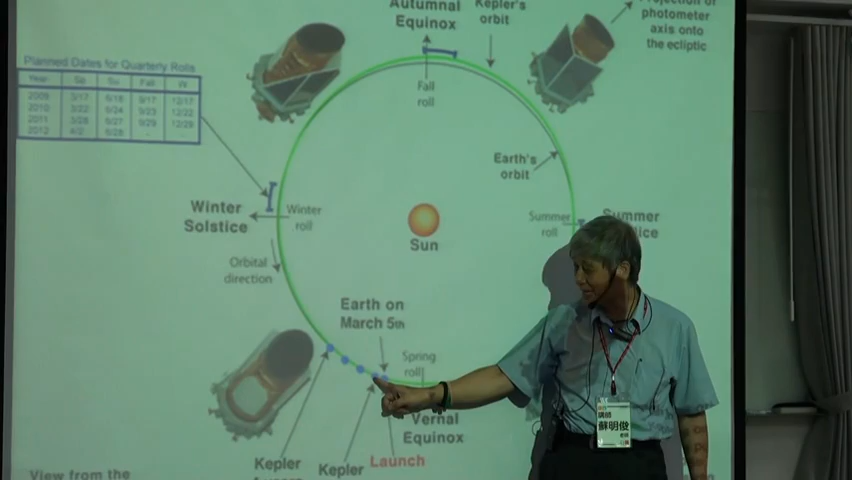 Autumnal
Equinox
Kepler's
orbit
Projection of
photometer
axis onto
the ecliptic
Planned Dates for Quarterly Rolls
Year Sp Su Fall W
2009 3/17 6/18 9/17 12/17
2010 3/22 6/24 9/23 12/22
2011 3/28 6/27 9/29 12/29
2012 4/2 6/28 - -
Fall
roll
Earth's
orbit
Winter
Solstice
Winter
roll
Summer
roll
Summer
Sun
Orbital
direction
Earth on
March 5th
Spring
roll
Vernal
Equinox
Kepler
Kepler
Launch
View from the
講師
蘇明俊